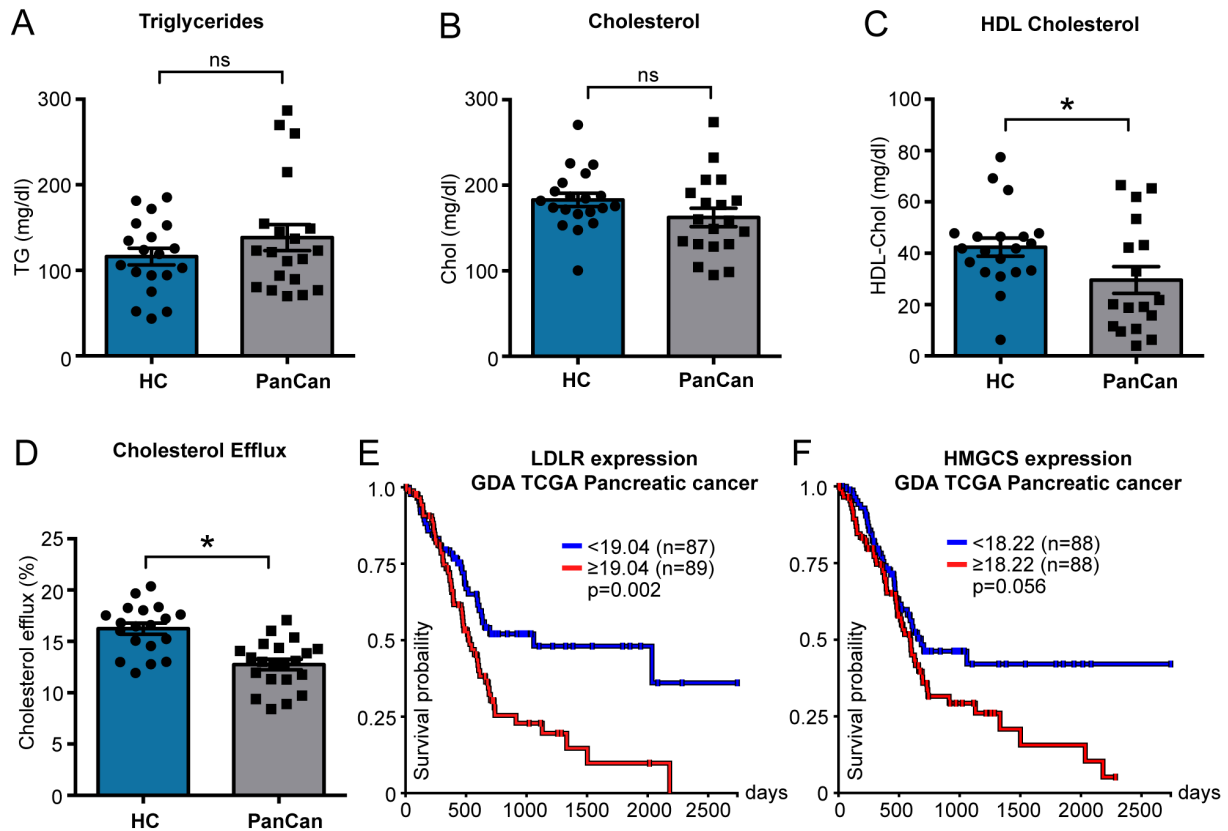 A
Triglycerides
ns
TG (mg/dl)
300
200
100
0
HC
PanCan
B
Cholesterol
ns
Chol (mg/dl)
300
200
100
0
HC
PanCan
C
HDL Cholesterol
*
HDL-Chol (mg/dl)
100
80
60
40
20
0
HC
PanCan
D
Cholesterol Efflux
*
Cholesterol efflux (%)
25
20
15
10
5
0
HC
PanCan
E
LDLR expression
GDA TCGA Pancreatic cancer
<19.04 (n=87)
≥19.04 (n=89)
p=0.002
Survival probaility
1.0
0.75
0.5
0.25
0
0
500
1000
1500
2000
2500
days
F
HMGCS expression
GDA TCGA Pancreatic cancer
<18.22 (n=88)
≥18.22 (n=88)
p=0.056
Survival probaility
1.0
0.75
0.5
0.25
0
0
500
1000
1500
2000
2500
days